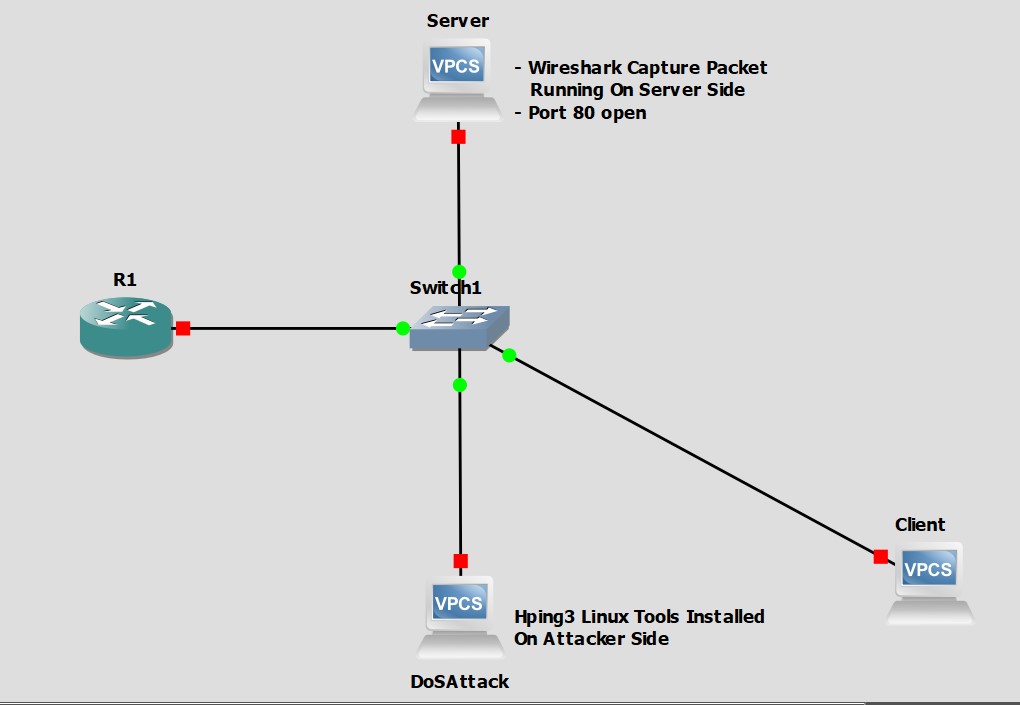 Server
VPCS
- Wireshark Capture Packet
Running On Server Side
- Port 80 open
R1
Switch1
Client
VPCS
VPCS
Hping3 Linux Tools Installed
On Attacker Side
DoSAttack